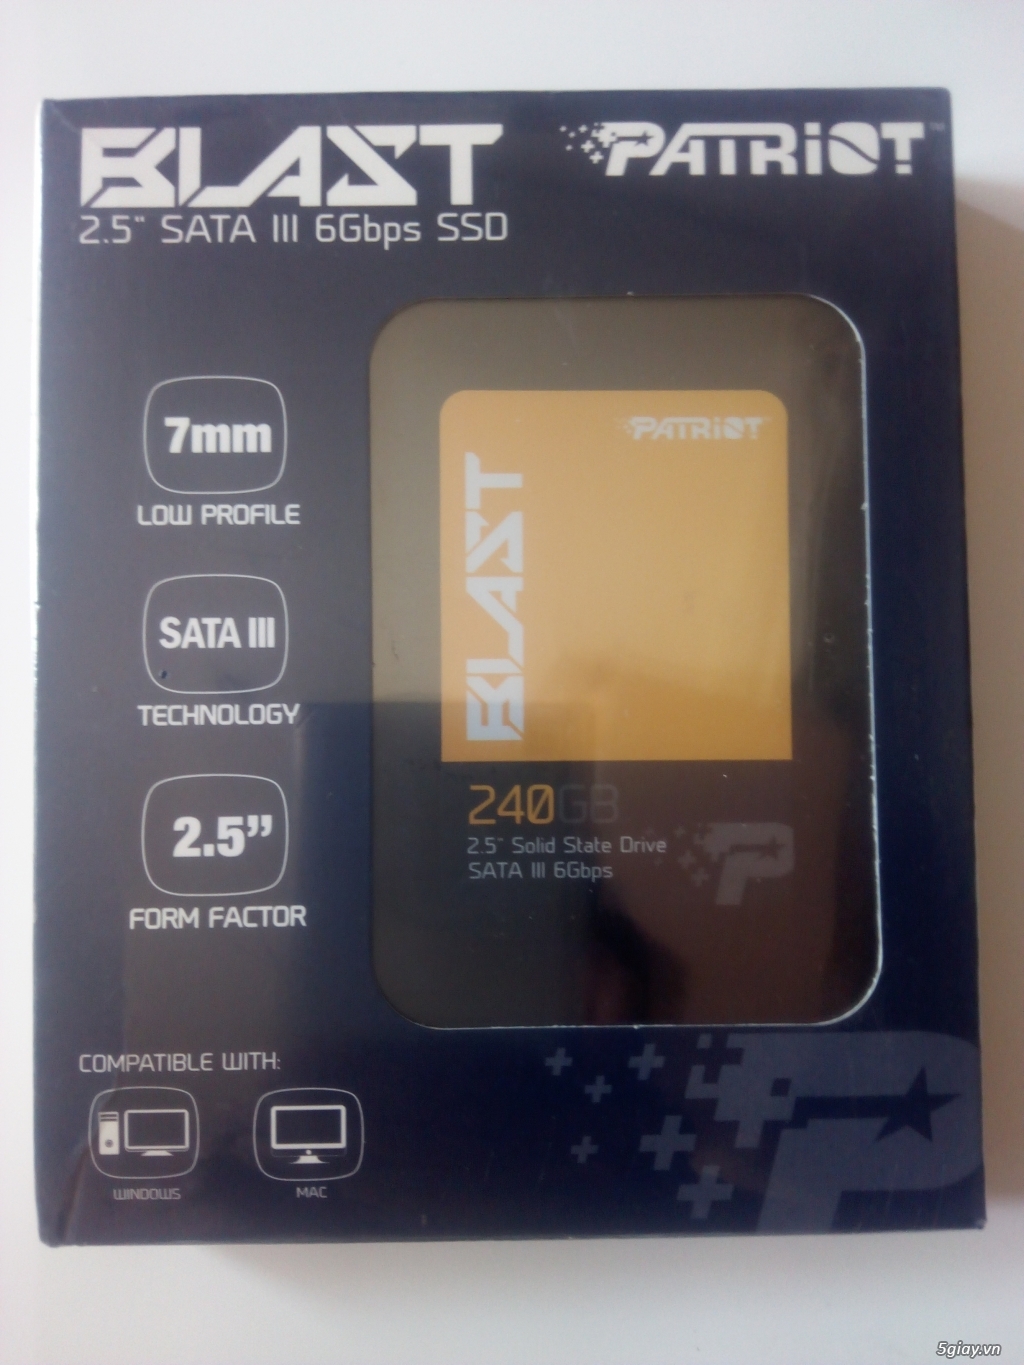 BLAST
PATRIOT™
2.5" SATA III 6Gbps SSD
7mm
LOW PROFILE
SATA III
TECHNOLOGY
2.5”
FORM FACTOR
PATRIOT
BLAST
240GB
2.5" Solid State Drive
SATA III 6Gbps
P
COMPATIBLE WITH:
WINDOWS
MAC
P
5giay.vn